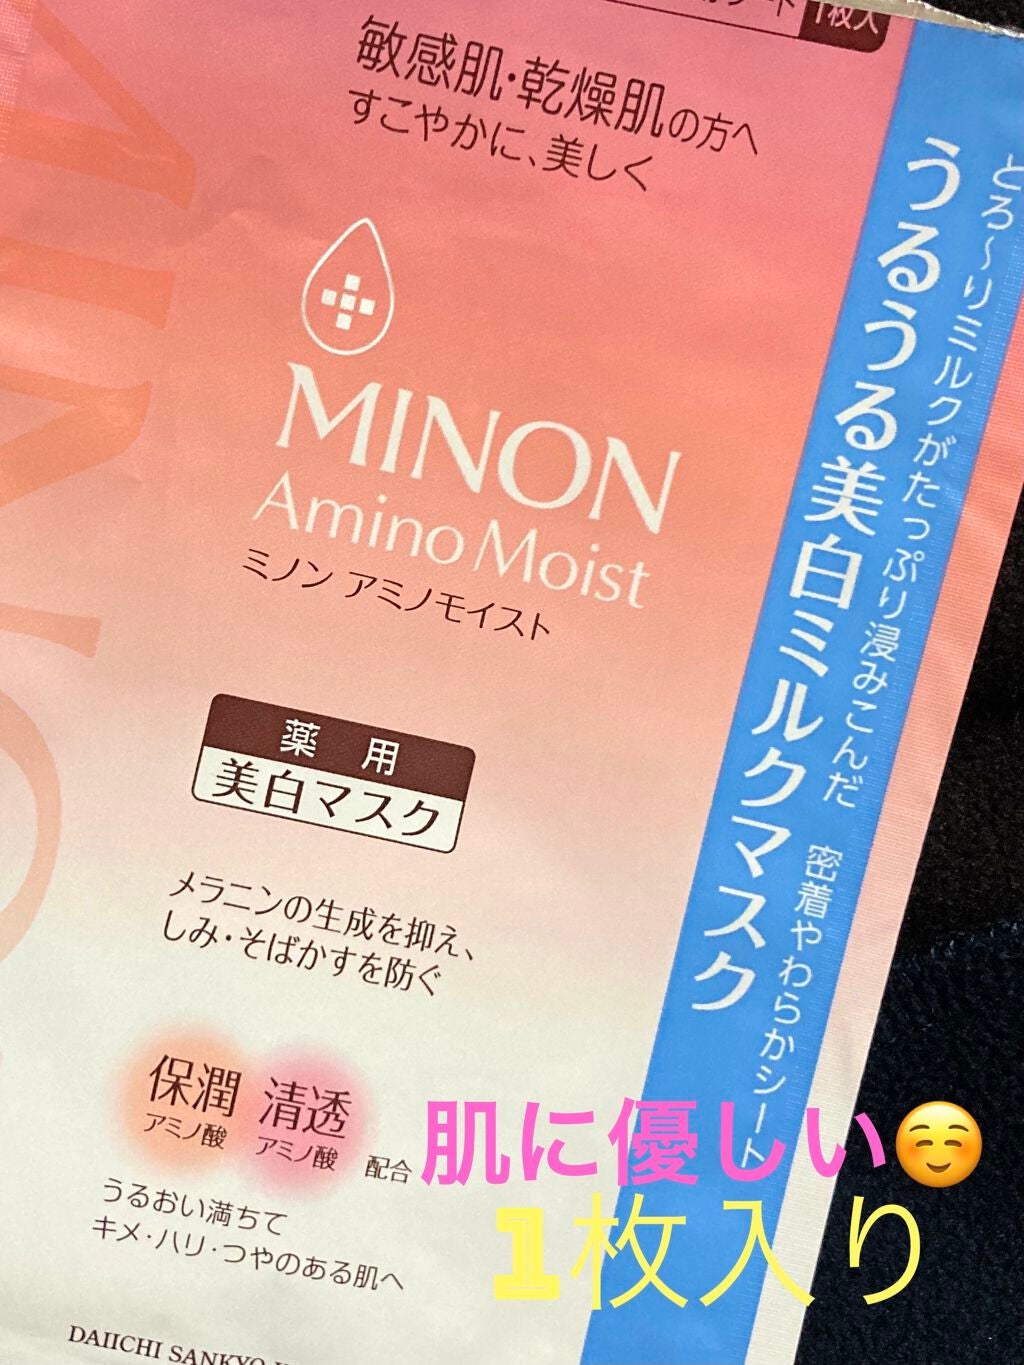 1枚入
敏感肌・乾燥肌の方へ
すこやかに、美しく
MINON
Amino Moist
ミノン アミノモイスト
薬用
美白マスク
メラニンの生成を抑え、
しみ・そばかすを防ぐ
保潤
アミノ酸
清透
アミノ酸
配合
うるおい満ちて
キメ・ハリ・つやのある肌へ
DAIICHI SANKYO
とろ〜りミルクがたっぷり浸みこんだ 密着やわらかシート
うるうる美白ミルクマスク
肌に優しい☺️
1枚入り
MINON